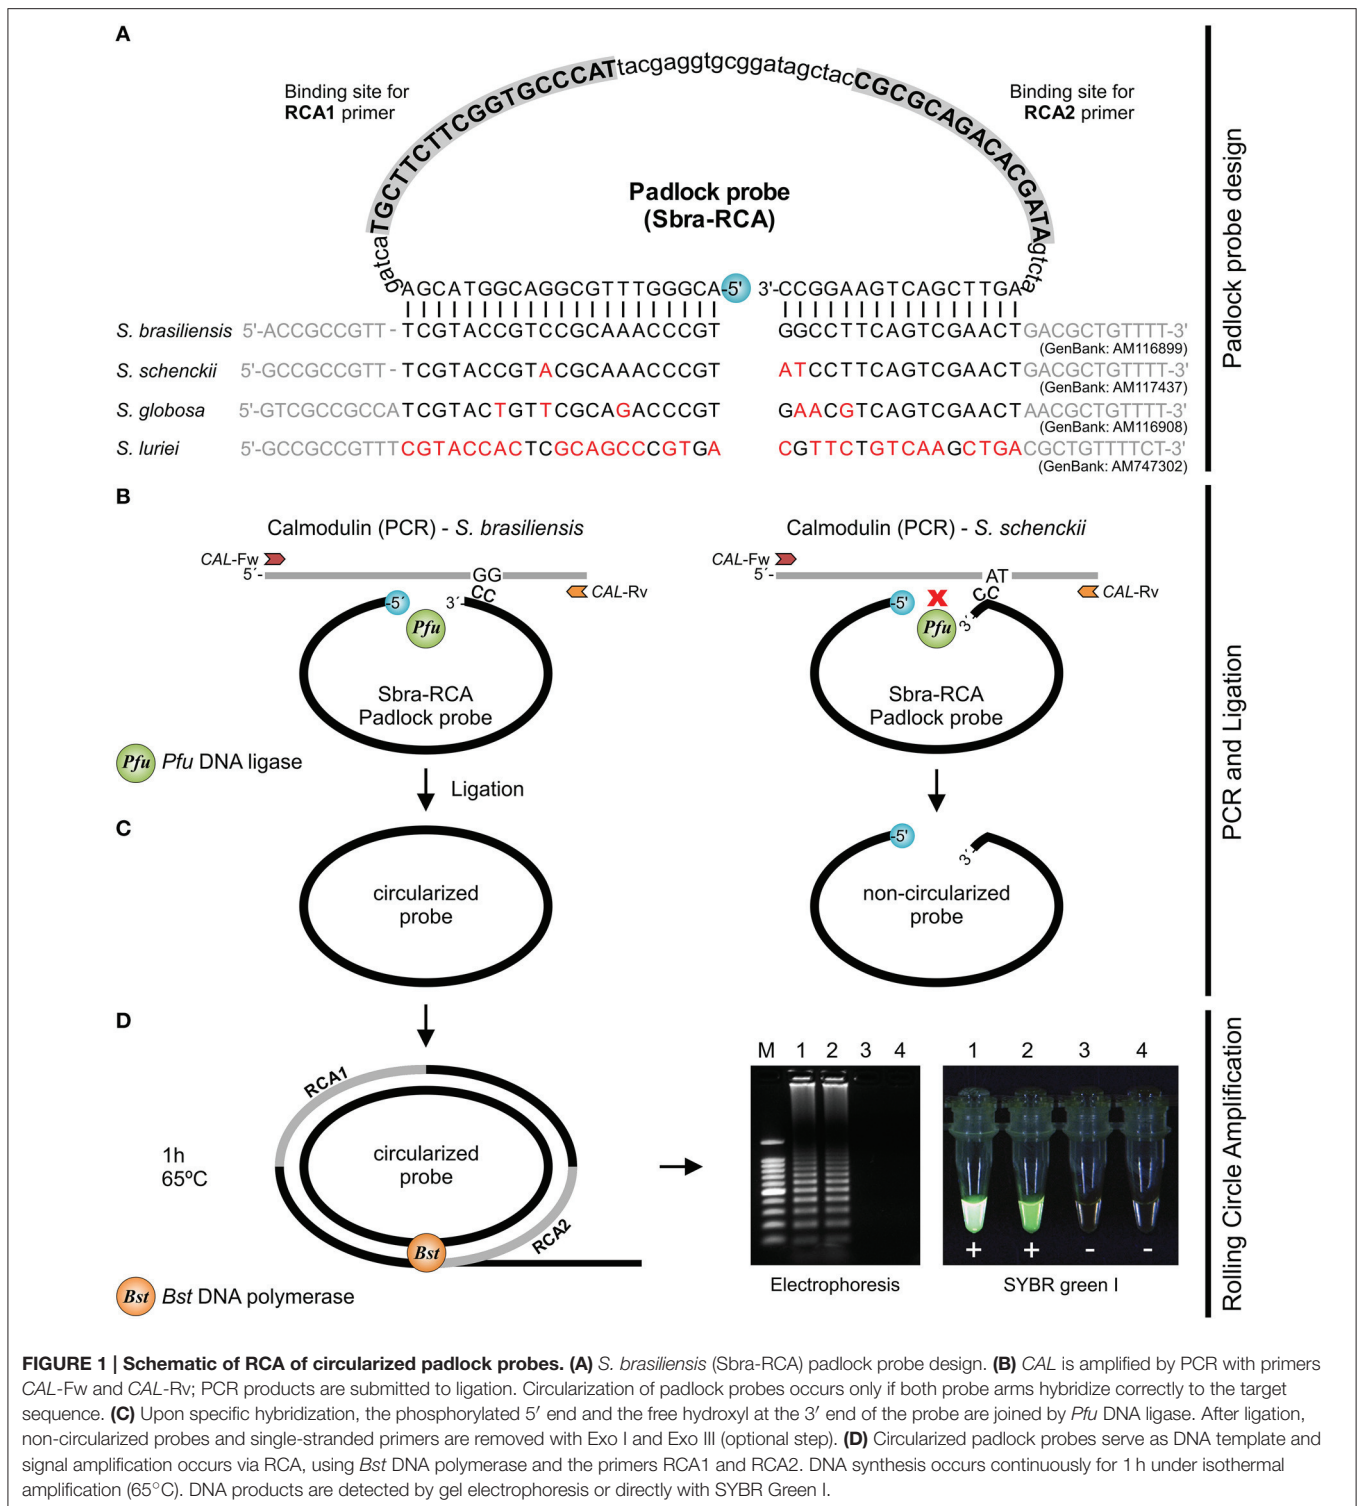 A
Binding site for
RCA1 primer
TGCTTCTTCGGTGCCCATtacgaggtgcggatagctacCGCGCAGACACGATA
Binding site for
RCA2 primer
Padlock probe
(Sbra-RCA)
gatca
gtcta
AGCATGGCAGGCGTTTGGGCA-5' 3'-CCGGAAGTCAGCTTGA
S. brasiliensis 5'-ACCGCCGTT - TCGTACCGTCCGCAAACCCGT GGCCTTCAGTCGAACTGACGCTGTTTT-3'
(GenBank: AM116899)
S. schenckii 5'-GCCGCCGTT - TCGTACCGTACGCAAACCCGT ATCCTTCAGTCGAACTGACGCTGTTTT-3'
(GenBank: AM117437)
S. globosa 5'-GTCGCCGCCATCGTACTGTTCGCAGACCCGT GAACGTCAGTCGAACTAACGCTGTTTT-3'
(GenBank: AM116908)
S. luriei 5'-GCCGCCGTTTCGTACCACTCGCAGCCCGTGA CGTTCTGTCAAGCTGACGCTGTTTTCT-3'
(GenBank: AM747302)
Padlock probe design
B
Calmodulin (PCR) - S. brasiliensis
CAL-Fw
5´-
GG
CC
CAL-Rv
-5´
3´-
Pfu
Sbra-RCA
Padlock probe
Calmodulin (PCR) - S. schenckii
CAL-Fw
5´-
AT
CC
CAL-Rv
-5'
X
3´-
Pfu
Sbra-RCA
Padlock probe
Pfu Pfu DNA ligase
Ligation
PCR and Ligation
C
circularized
probe
-5'
3´-
non-circularized
probe
D
RCA1
1h
65ºC
circularized
probe
RCA2
Bst
Bst Bst DNA polymerase
M 1 2 3 4
Electrophoresis
1 2 3 4
+ + - -
SYBR green I
Rolling Circle Amplification
FIGURE 1 | Schematic of RCA of circularized padlock probes. (A) S. brasiliensis (Sbra-RCA) padlock probe design. (B) CAL is amplified by PCR with primers
CAL-Fw and CAL-Rv; PCR products are submitted to ligation. Circularization of padlock probes occurs only if both probe arms hybridize correctly to the target
sequence. (C) Upon specific hybridization, the phosphorylated 5′ end and the free hydroxyl at the 3′ end of the probe are joined by Pfu DNA ligase. After ligation,
non-circularized probes and single-stranded primers are removed with Exo I and Exo III (optional step). (D) Circularized padlock probes serve as DNA template and
signal amplification occurs via RCA, using Bst DNA polymerase and the primers RCA1 and RCA2. DNA synthesis occurs continuously for 1 h under isothermal
amplification (65°C). DNA products are detected by gel electrophoresis or directly with SYBR Green I.